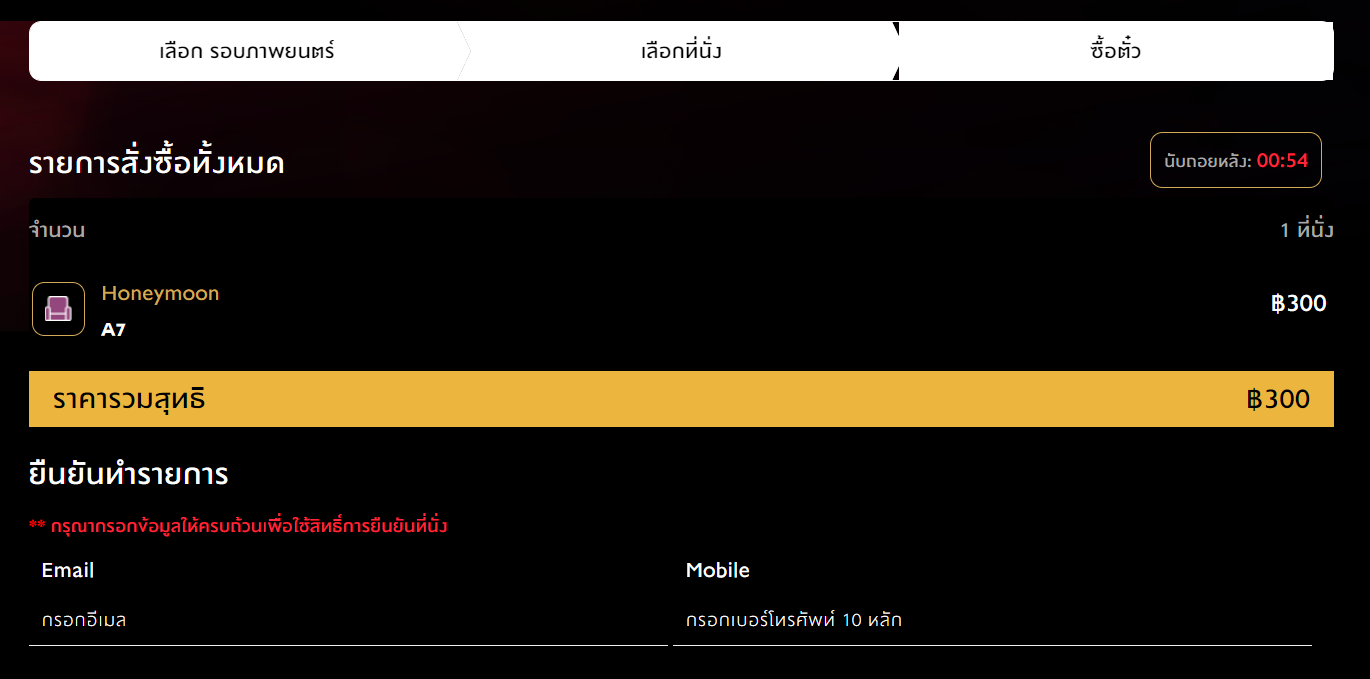 เลือก รอบภาพยนตร์
เลือกที่นั่ง
ซื้อตั๋ว
รายการสั่งซื้อทั้งหมด
นับถอยหลัง: 00:54
จำนวน
1 ที่นั่ง
Honeymoon
A7
฿300
ราคารวมสุทธิ
฿300
ยืนยันทำรายการ
** กรุณากรอกข้อมูลให้ครบถ้วนเพื่อใช้สิทธิ์การยืนยันที่นั่ง
Email
Mobile
กรอกอีเมล
กรอกเบอร์โทรศัพท์ 10 หลัก